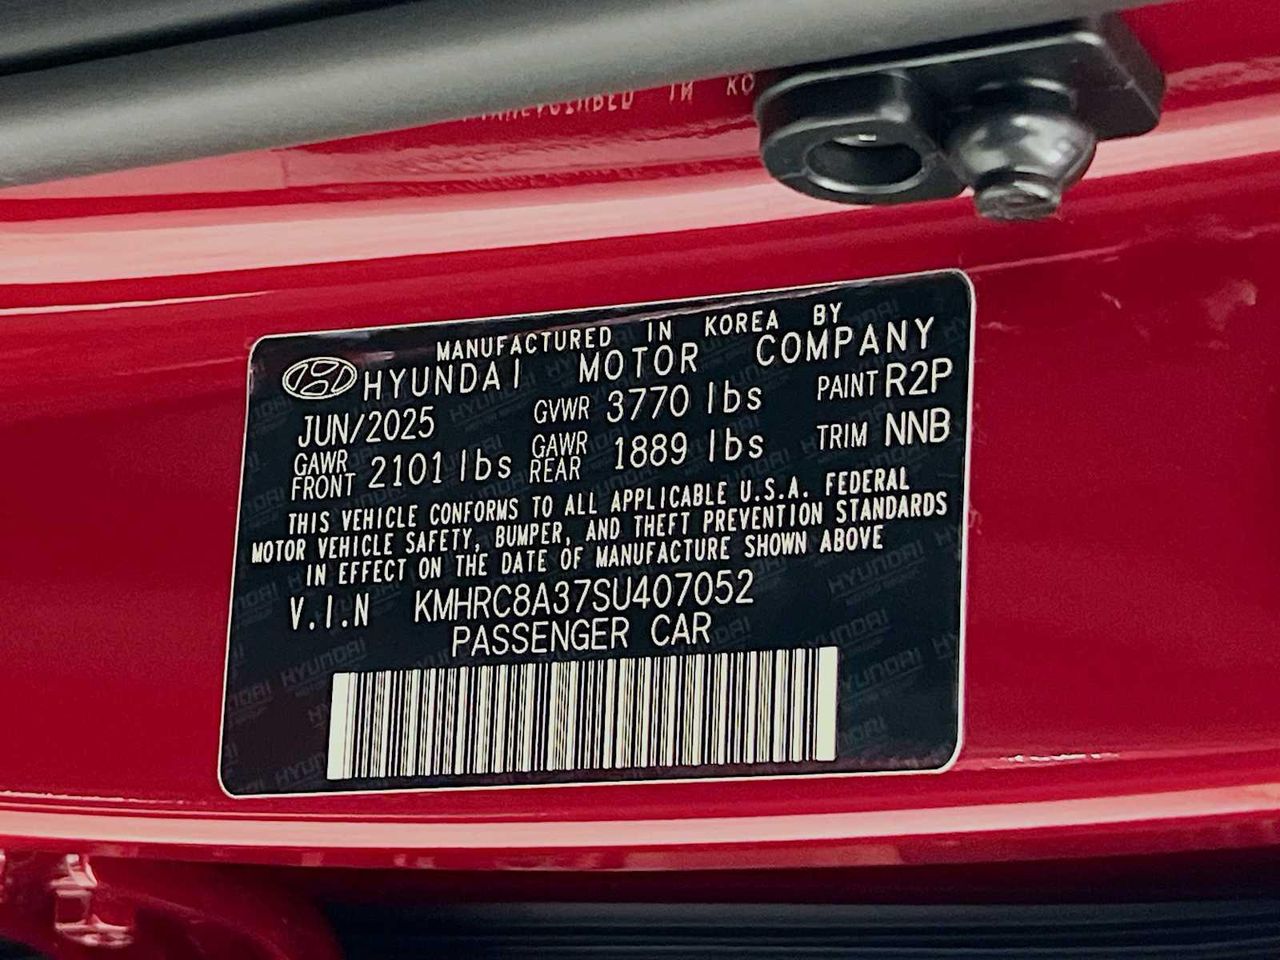 MANUFACTURED IN KOREA BY
HYUNDAI MOTOR COMPANY
JUN/2025 GVWR 3770 lbs PAINT R2P
GAWR FRONT 2101 lbs GAWR REAR 1889 lbs TRIM NNB
THIS VEHICLE CONFORMS TO ALL APPLICABLE U.S.A. FEDERAL
MOTOR VEHICLE SAFETY, BUMPER, AND THEFT PREVENTION STANDARDS
IN EFFECT ON THE DATE OF MANUFACTURE SHOWN ABOVE
V.I.N KMHRC8A37SU407052
PASSENGER CAR